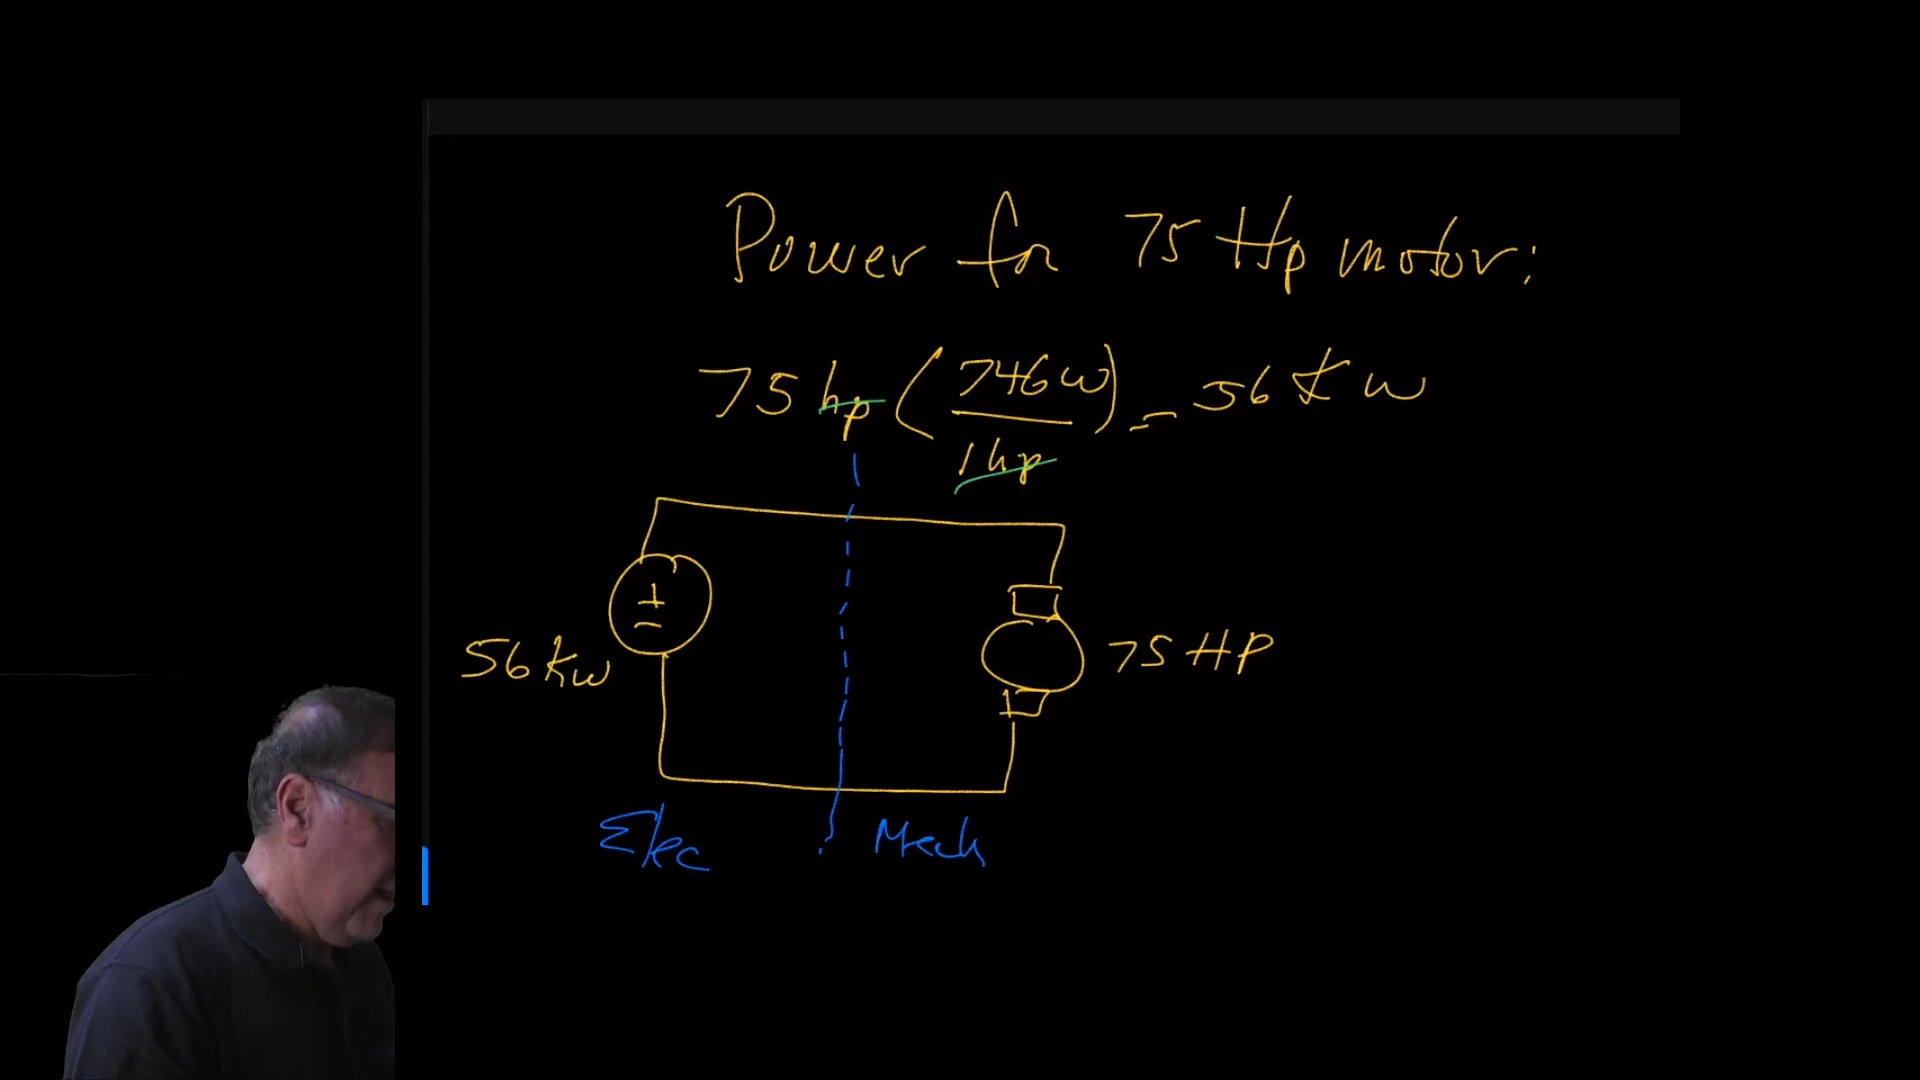 Power for 75 Hp motor:
75 hp (746 W / 1 hp) = 56 KW
+
−
56 KW
75 HP
Elec
Mech